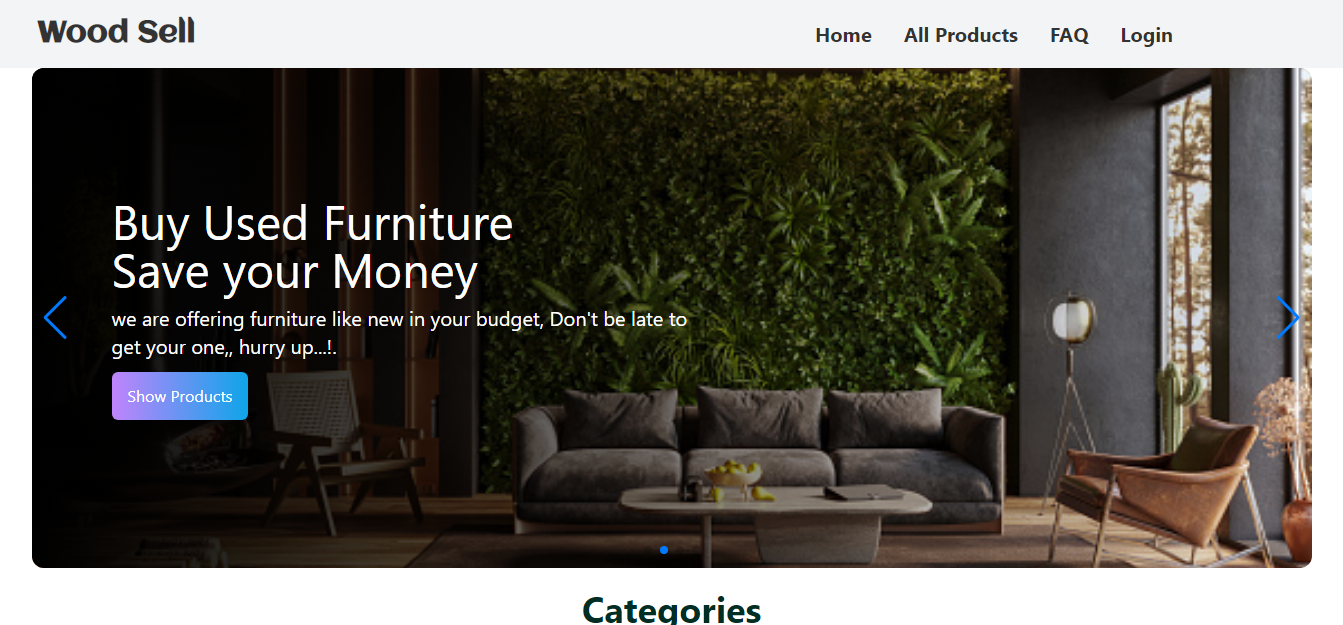 Wood Sell
Home All Products FAQ Login
Buy Used Furniture
Save your Money
we are offering furniture like new in your budget, Don't be late to
get your one,, hurry up...!.
Show Products
Categories